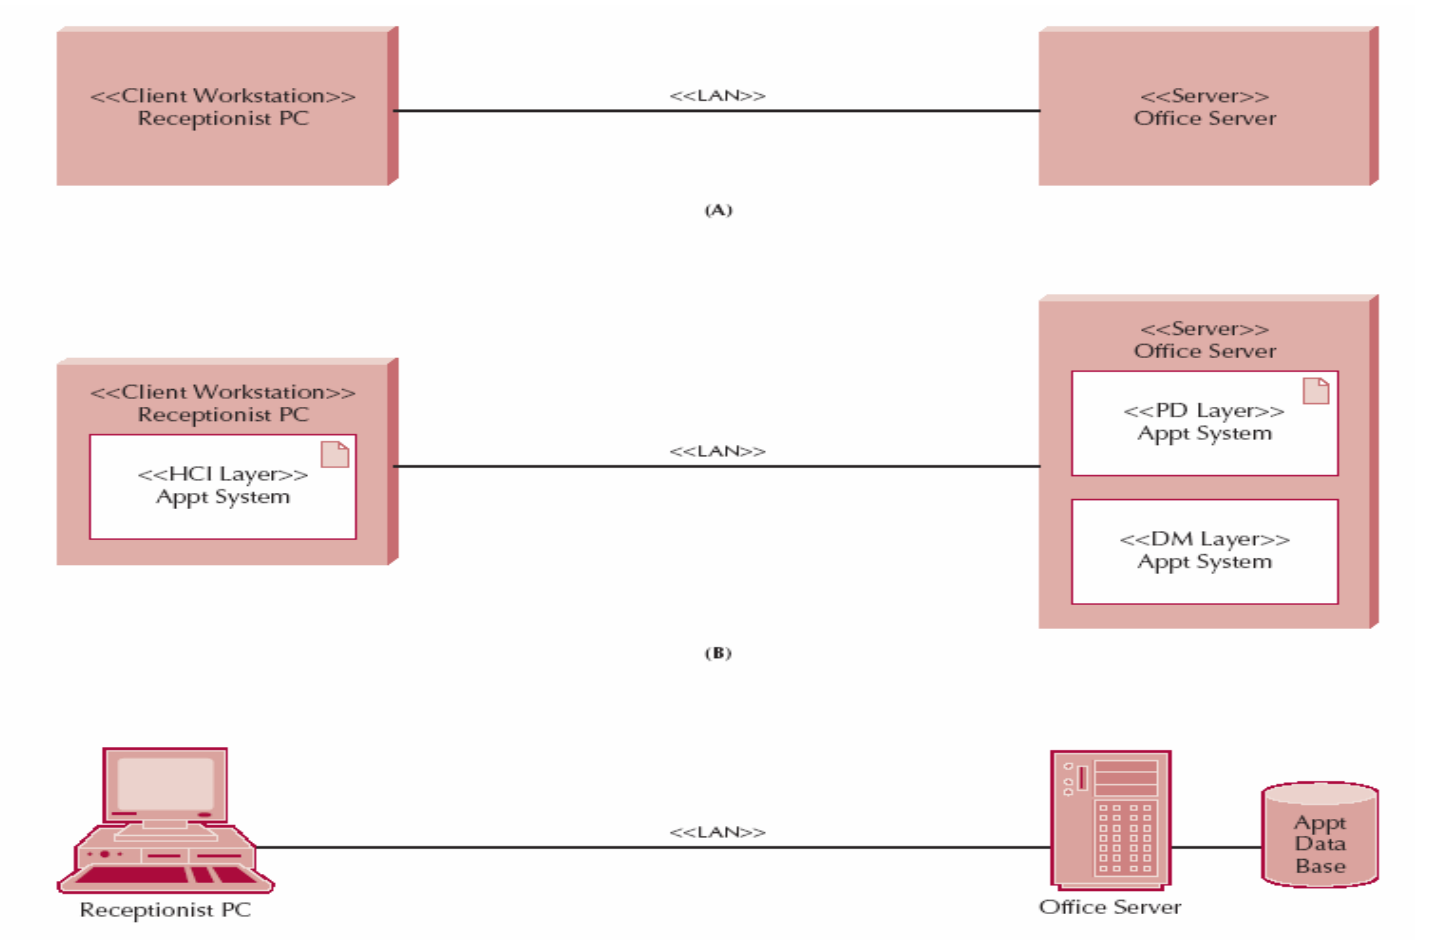 <<Client Workstation>>
Receptionist PC
<<LAN>>
<<Server>>
Office Server
(A)
<<Client Workstation>>
Receptionist PC
<<HCI Layer>>
Appt System
<<LAN>>
<<Server>>
Office Server
<<PD Layer>>
Appt System
<<DM Layer>>
Appt System
(B)
<<LAN>>
Appt
Data
Base
Receptionist PC
Office Server